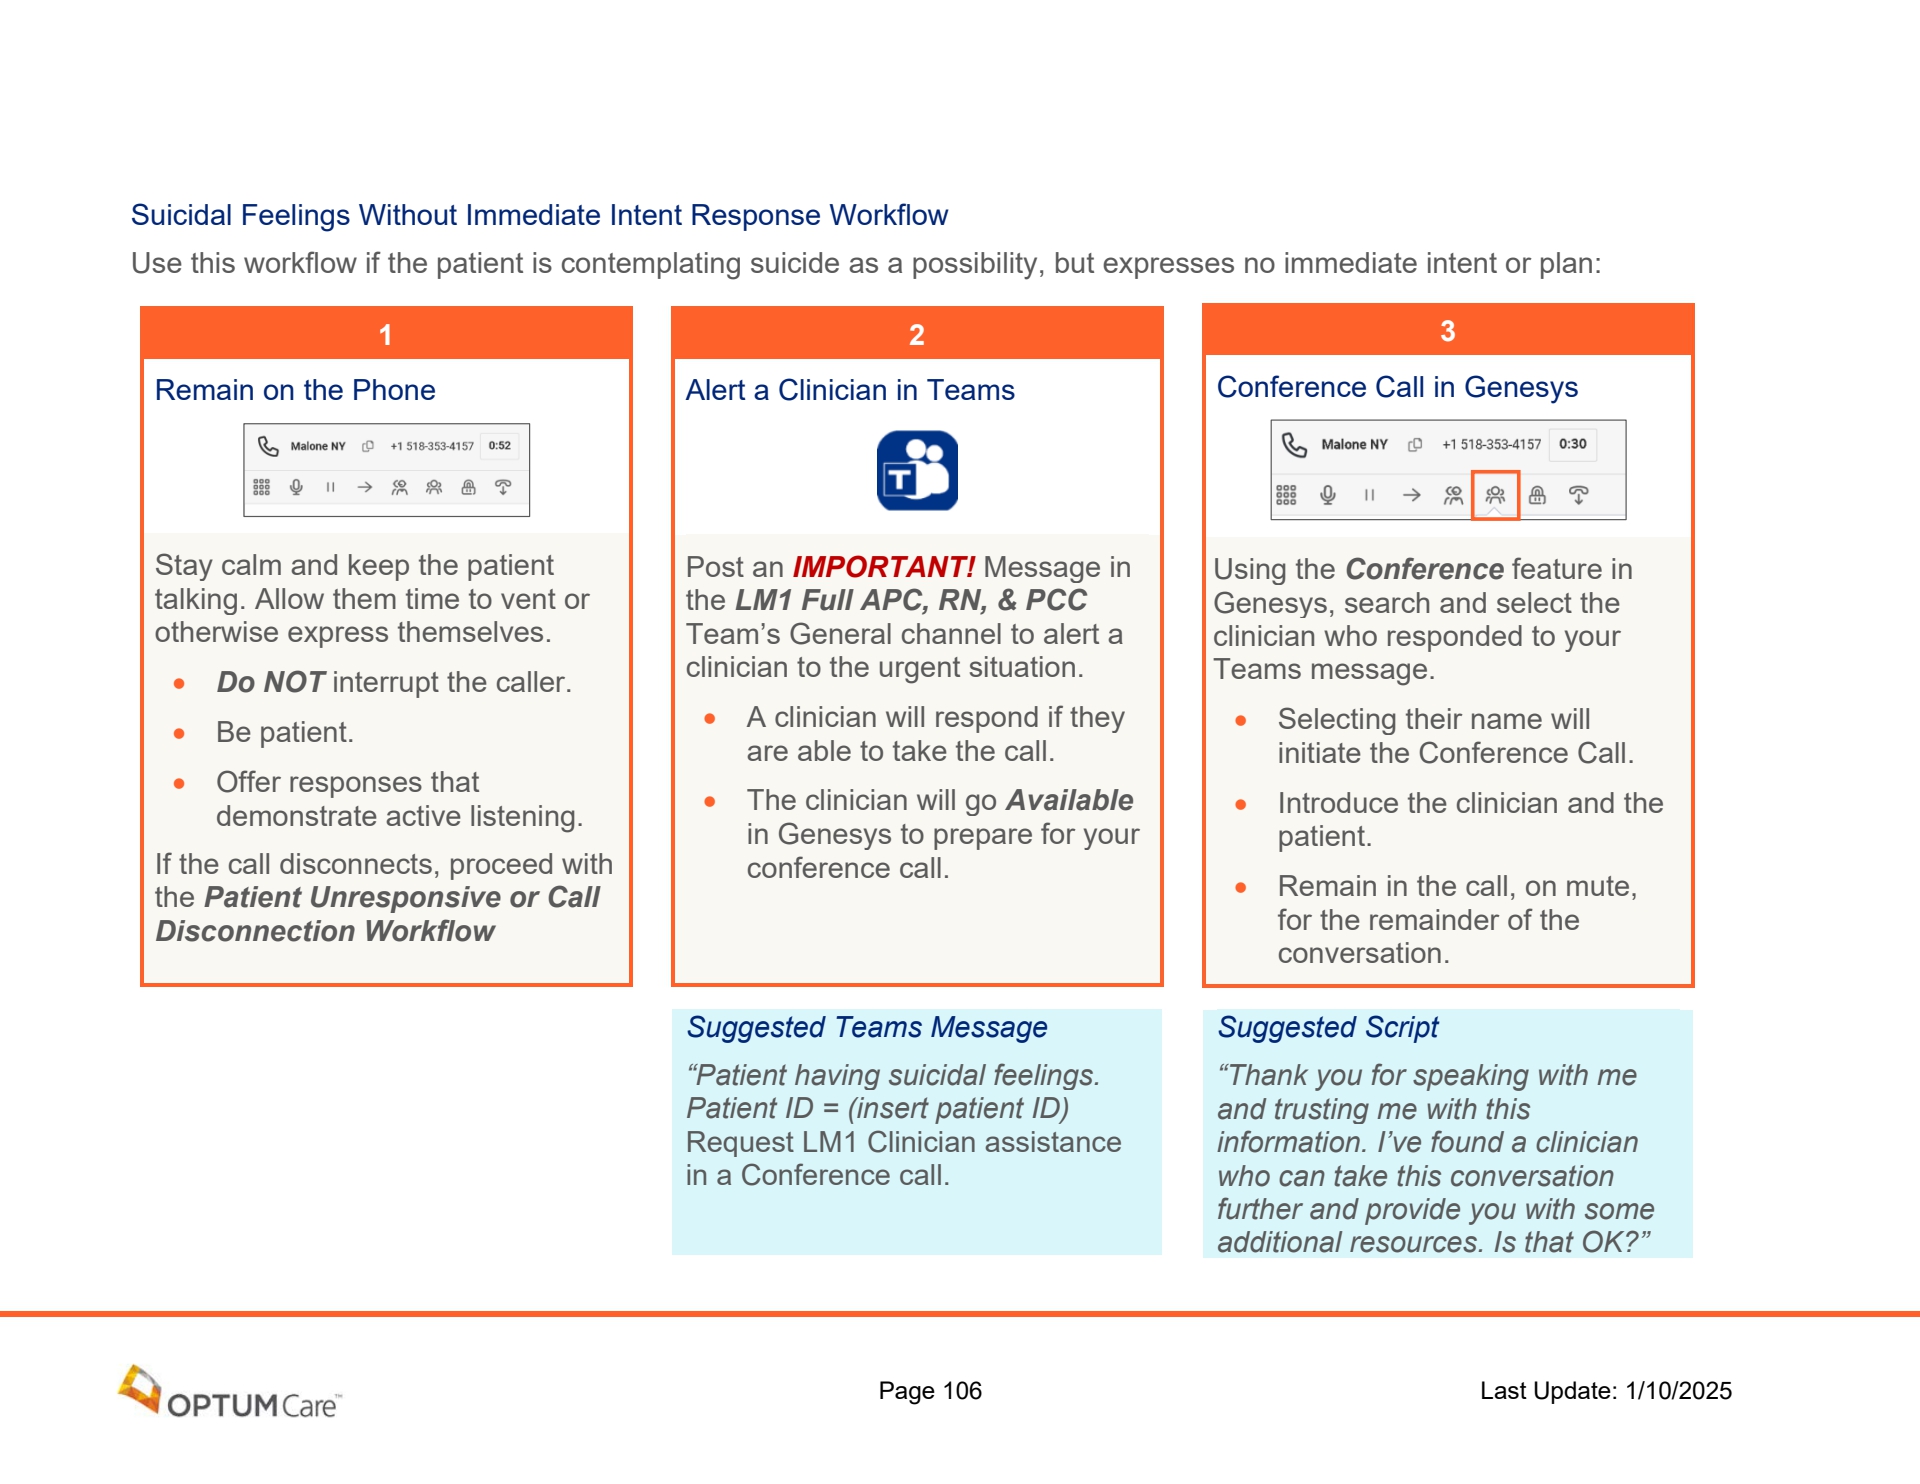 Suicidal Feelings Without Immediate Intent Response Workflow
Use this workflow if the patient is contemplating suicide as a possibility, but expresses no immediate intent or plan:
1
Remain on the Phone
Malone NY +1 518-353-4157 0:52
Stay calm and keep the patient
talking. Allow them time to vent or
otherwise express themselves.
• Do NOT interrupt the caller.
• Be patient.
• Offer responses that
demonstrate active listening.
If the call disconnects, proceed with
the Patient Unresponsive or Call
Disconnection Workflow
2
Alert a Clinician in Teams
T
Post an IMPORTANT! Message in
the LM1 Full APC, RN, & PCC
Team’s General channel to alert a
clinician to the urgent situation.
• A clinician will respond if they
are able to take the call.
• The clinician will go Available
in Genesys to prepare for your
conference call.
Suggested Teams Message
“Patient having suicidal feelings.
Patient ID = (insert patient ID)
Request LM1 Clinician assistance
in a Conference call.
3
Conference Call in Genesys
Malone NY +1 518-353-4157 0:30
Using the Conference feature in
Genesys, search and select the
clinician who responded to your
Teams message.
• Selecting their name will
initiate the Conference Call.
• Introduce the clinician and the
patient.
• Remain in the call, on mute,
for the remainder of the
conversation.
Suggested Script
“Thank you for speaking with me
and trusting me with this
information. I’ve found a clinician
who can take this conversation
further and provide you with some
additional resources. Is that OK?”
OPTUMCare™
Page 106
Last Update: 1/10/2025